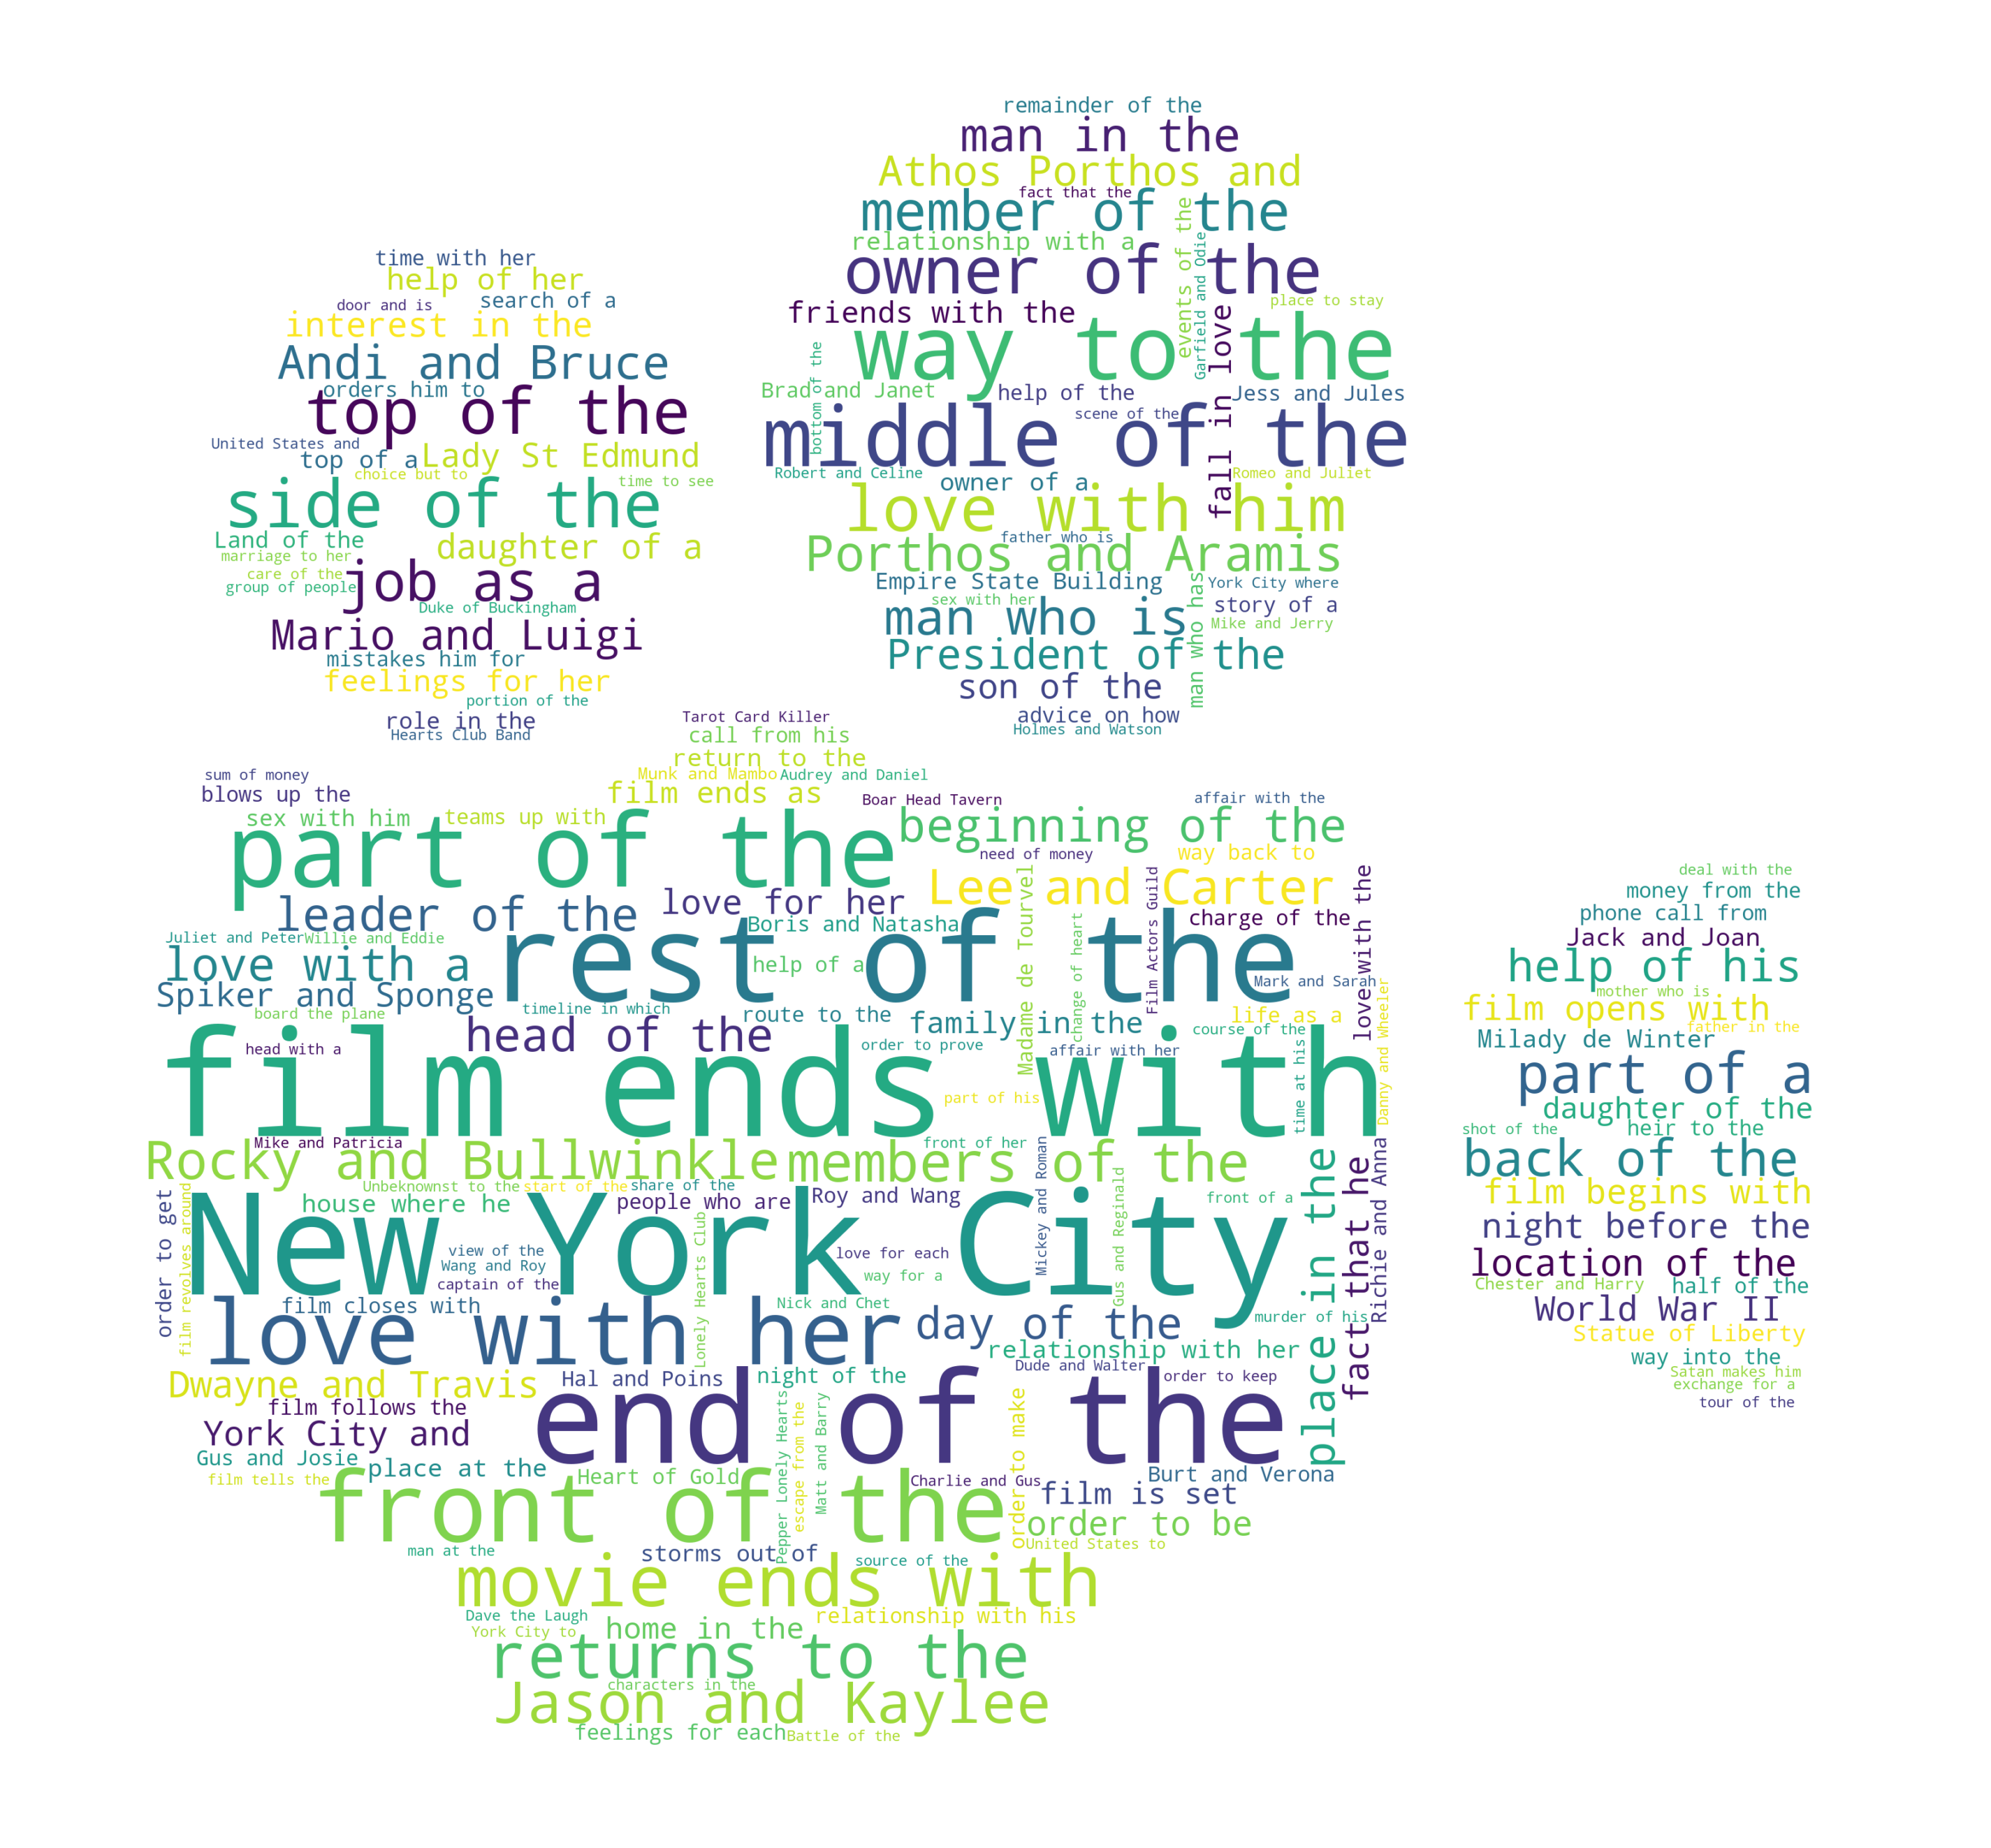 remainder of the
man in the
Athos Porthos and
fact that the
member of the
events of the
relationship with a
Garfield and Odie
owner of the
place to stay
friends with the
fall in love
way to the
bottom of the
Brad and Janet
help of the
Jess and Jules
scene of the
middle of the
Robert and Celine
owner of a
Romeo and Juliet
love with him
father who is
Porthos and Aramis
Empire State Building
York City where
man who has
sex with her
story of a
man who is
Mike and Jerry
President of the
son of the
advice on how
Holmes and Watson
time with her
help of her
door and is
search of a
interest in the
Andi and Bruce
orders him to
top of the
United States and
top of a
Lady St Edmund
choice but to
time to see
side of the
Land of the
daughter of a
marriage to her
care of the
group of people
job as a
Duke of Buckingham
Mario and Luigi
mistakes him for
feelings for her
portion of the
role in the
Hearts Club Band
Tarot Card Killer
call from his
return to the
sum of money
Munk and Mambo
Audrey and Daniel
blows up the
film ends as
Boar Head Tavern
affair with the
sex with him
teams up with
part of the
beginning of the
need of money
way back to
Lee and Carter
leader of the
love for her
Madame de Tourvel
Film Actors Guild
charge of the
love with the
Boris and Natasha
change of heart
Juliet and Peter
Willie and Eddie
rest of the
love with a
help of a
Mark and Sarah
Spiker and Sponge
board the plane
timeline in which
route to the
family in the
life as a
head of the
course of the
Danny and Wheeler
head with a
order to prove
affair with her
film ends with
time at his
part of his
Mike and Patricia
front of her
Rocky and Bullwinkle
members of the
Mickey and Roman
Richie and Anna
Unbeknownst to the
start of the
share of the
order to get
film revolves around
house where he
people who are
Roy and Wang
Gus and Reginald
front of a
place in the
fact that he
New York City
view of the
Wang and Roy
love for each
captain of the
way for a
Lonely Hearts Club
film closes with
Nick and Chet
murder of his
love with her
day of the
relationship with her
Dude and Walter
Dwayne and Travis
Hal and Poins
night of the
order to keep
end of the
film follows the
York City and
order to make
Pepper Lonely Hearts
escape from the
Matt and Barry
Gus and Josie
place at the
film tells the
Heart of Gold
Charlie and Gus
Burt and Verona
film is set
front of the
order to be
United States to
man at the
storms out of
source of the
movie ends with
Dave the Laugh
York City to
home in the
relationship with his
returns to the
characters in the
Jason and Kaylee
feelings for each
Battle of the
deal with the
money from the
phone call from
Jack and Joan
help of his
mother who is
film opens with
father in the
Milady de Winter
part of a
daughter of the
shot of the
heir to the
back of the
film begins with
night before the
location of the
Chester and Harry
half of the
World War II
Statue of Liberty
way into the
Satan makes him
exchange for a
tour of the